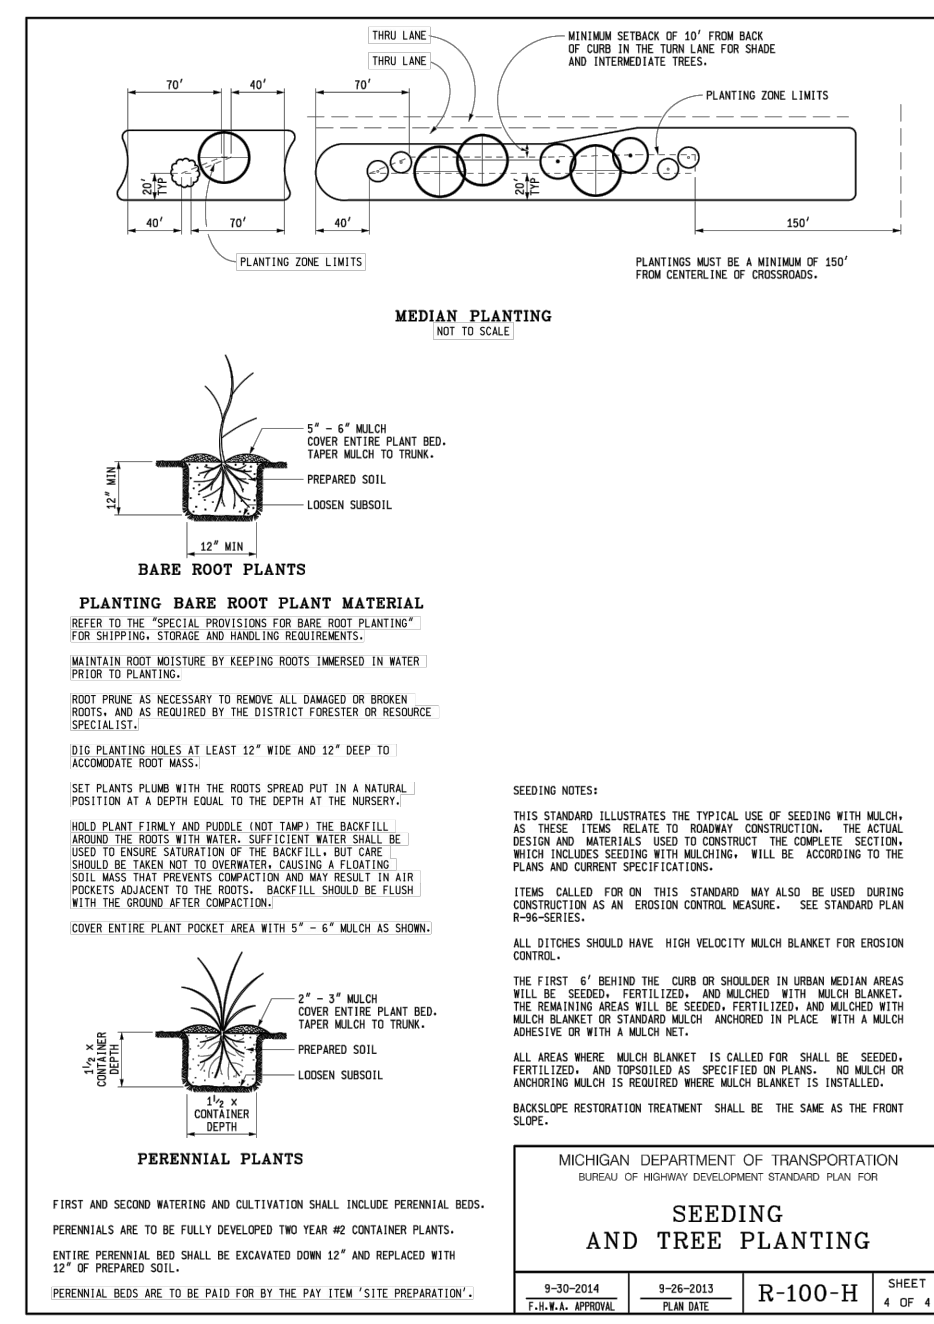 THRU LANE
THRU LANE
MINIMUM SETBACK OF 10' FROM BACK
OF CURB IN THE TURN LANE FOR SHADE
AND INTERMEDIATE TREES.
70'
40'
70'
PLANTING ZONE LIMITS
20'
TYP
20'
TYP
40'
70'
40'
150'
PLANTING ZONE LIMITS
PLANTINGS MUST BE A MINIMUM OF 150'
FROM CENTERLINE OF CROSSROADS.
MEDIAN PLANTING
NOT TO SCALE
5" - 6" MULCH
COVER ENTIRE PLANT BED.
TAPER MULCH TO TRUNK.
PREPARED SOIL
LOOSEN SUBSOIL
12" MIN
12" MIN
BARE ROOT PLANTS
PLANTING BARE ROOT PLANT MATERIAL
REFER TO THE "SPECIAL PROVISIONS FOR BARE ROOT PLANTING"
FOR SHIPPING, STORAGE AND HANDLING REQUIREMENTS.
MAINTAIN ROOT MOISTURE BY KEEPING ROOTS IMMERSED IN WATER
PRIOR TO PLANTING.
ROOT PRUNE AS NECESSARY TO REMOVE ALL DAMAGED OR BROKEN
ROOTS, AND AS REQUIRED BY THE DISTRICT FORESTER OR RESOURCE
SPECIALIST.
DIG PLANTING HOLES AT LEAST 12" WIDE AND 12" DEEP TO
ACCOMODATE ROOT MASS.
SET PLANTS PLUMB WITH THE ROOTS SPREAD PUT IN A NATURAL
POSITION AT A DEPTH EQUAL TO THE DEPTH AT THE NURSERY.
HOLD PLANT FIRMLY AND PUDDLE (NOT TAMP) THE BACKFILL
AROUND THE ROOTS WITH WATER. SUFFICIENT WATER SHALL BE
USED TO ENSURE SATURATION OF THE BACKFILL, BUT CARE
SHOULD BE TAKEN NOT TO OVERWATER, CAUSING A FLOATING
SOIL MASS THAT PREVENTS COMPACTION AND MAY RESULT IN AIR
POCKETS ADJACENT TO THE ROOTS. BACKFILL SHOULD BE FLUSH
WITH THE GROUND AFTER COMPACTION.
COVER ENTIRE PLANT POCKET AREA WITH 5" - 6" MULCH AS SHOWN.
2" - 3" MULCH
COVER ENTIRE PLANT BED.
TAPER MULCH TO TRUNK.
PREPARED SOIL
LOOSEN SUBSOIL
1 1/2 X
CONTAINER
DEPTH
1 1/2 X
CONTAINER
DEPTH
PERENNIAL PLANTS
FIRST AND SECOND WATERING AND CULTIVATION SHALL INCLUDE PERENNIAL BEDS.
PERENNIALS ARE TO BE FULLY DEVELOPED TWO YEAR #2 CONTAINER PLANTS.
ENTIRE PERENNIAL BED SHALL BE EXCAVATED DOWN 12" AND REPLACED WITH
12" OF PREPARED SOIL.
PERENNIAL BEDS ARE TO BE PAID FOR BY THE PAY ITEM 'SITE PREPARATION'.
SEEDING NOTES:
THIS STANDARD ILLUSTRATES THE TYPICAL USE OF SEEDING WITH MULCH,
AS THESE ITEMS RELATE TO ROADWAY CONSTRUCTION. THE ACTUAL
DESIGN AND MATERIALS USED TO CONSTRUCT THE COMPLETE SECTION,
WHICH INCLUDES SEEDING WITH MULCHING, WILL BE ACCORDING TO THE
PLANS AND CURRENT SPECIFICATIONS.
ITEMS CALLED FOR ON THIS STANDARD MAY ALSO BE USED DURING
CONSTRUCTION AS AN EROSION CONTROL MEASURE. SEE STANDARD PLAN
R-96-SERIES.
ALL DITCHES SHOULD HAVE HIGH VELOCITY MULCH BLANKET FOR EROSION
CONTROL.
THE FIRST 6' BEHIND THE CURB OR SHOULDER IN URBAN MEDIAN AREAS
WILL BE SEEDED, FERTILIZED, AND MULCHED WITH MULCH BLANKET.
THE REMAINING AREAS WILL BE SEEDED, FERTILIZED, AND MULCHED WITH
MULCH BLANKET OR STANDARD MULCH ANCHORED IN PLACE WITH A MULCH
ADHESIVE OR WITH A MULCH NET.
ALL AREAS WHERE MULCH BLANKET IS CALLED FOR SHALL BE SEEDED,
FERTILIZED, AND TOPSOILED AS SPECIFIED ON PLANS. NO MULCH OR
ANCHORING MULCH IS REQUIRED WHERE MULCH BLANKET IS INSTALLED.
BACKSLOPE RESTORATION TREATMENT SHALL BE THE SAME AS THE FRONT
SLOPE.
MICHIGAN DEPARTMENT OF TRANSPORTATION
BUREAU OF HIGHWAY DEVELOPMENT STANDARD PLAN FOR
SEEDING
AND TREE PLANTING
9-30-2014
F.H.W.A. APPROVAL
9-26-2013
PLAN DATE
R-100-H
SHEET
4 OF 4